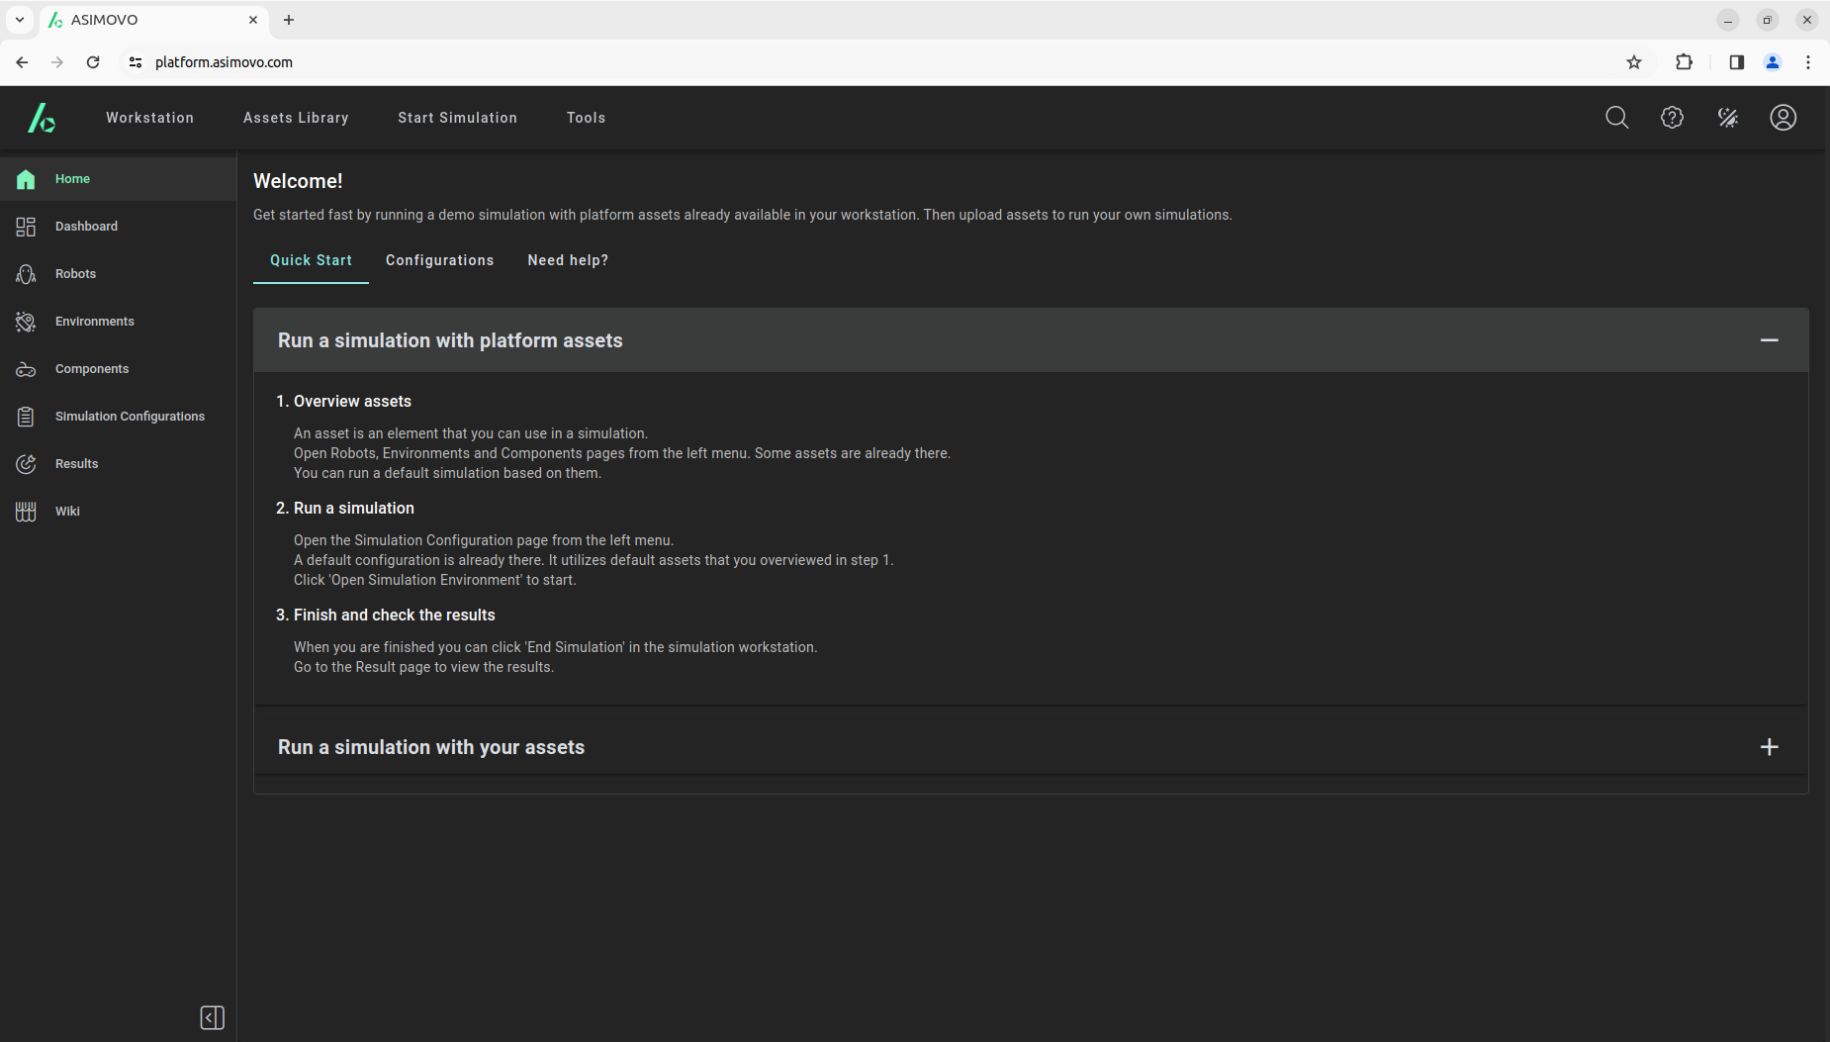 ASIMOVO
platform.asimovo.com
Workstation
Assets Library
Start Simulation
Tools
Home
Dashboard
Robots
Environments
Components
Simulation Configurations
Results
Wiki
Welcome!
Get started fast by running a demo simulation with platform assets already available in your workstation. Then upload assets to run your own simulations.
Quick Start
Configurations
Need help?
Run a simulation with platform assets
1. Overview assets
An asset is an element that you can use in a simulation.
Open Robots, Environments and Components pages from the left menu. Some assets are already there.
You can run a default simulation based on them.
2. Run a simulation
Open the Simulation Configuration page from the left menu.
A default configuration is already there. It utilizes default assets that you overviewed in step 1.
Click 'Open Simulation Environment' to start.
3. Finish and check the results
When you are finished you can click 'End Simulation' in the simulation workstation.
Go to the Result page to view the results.
Run a simulation with your assets